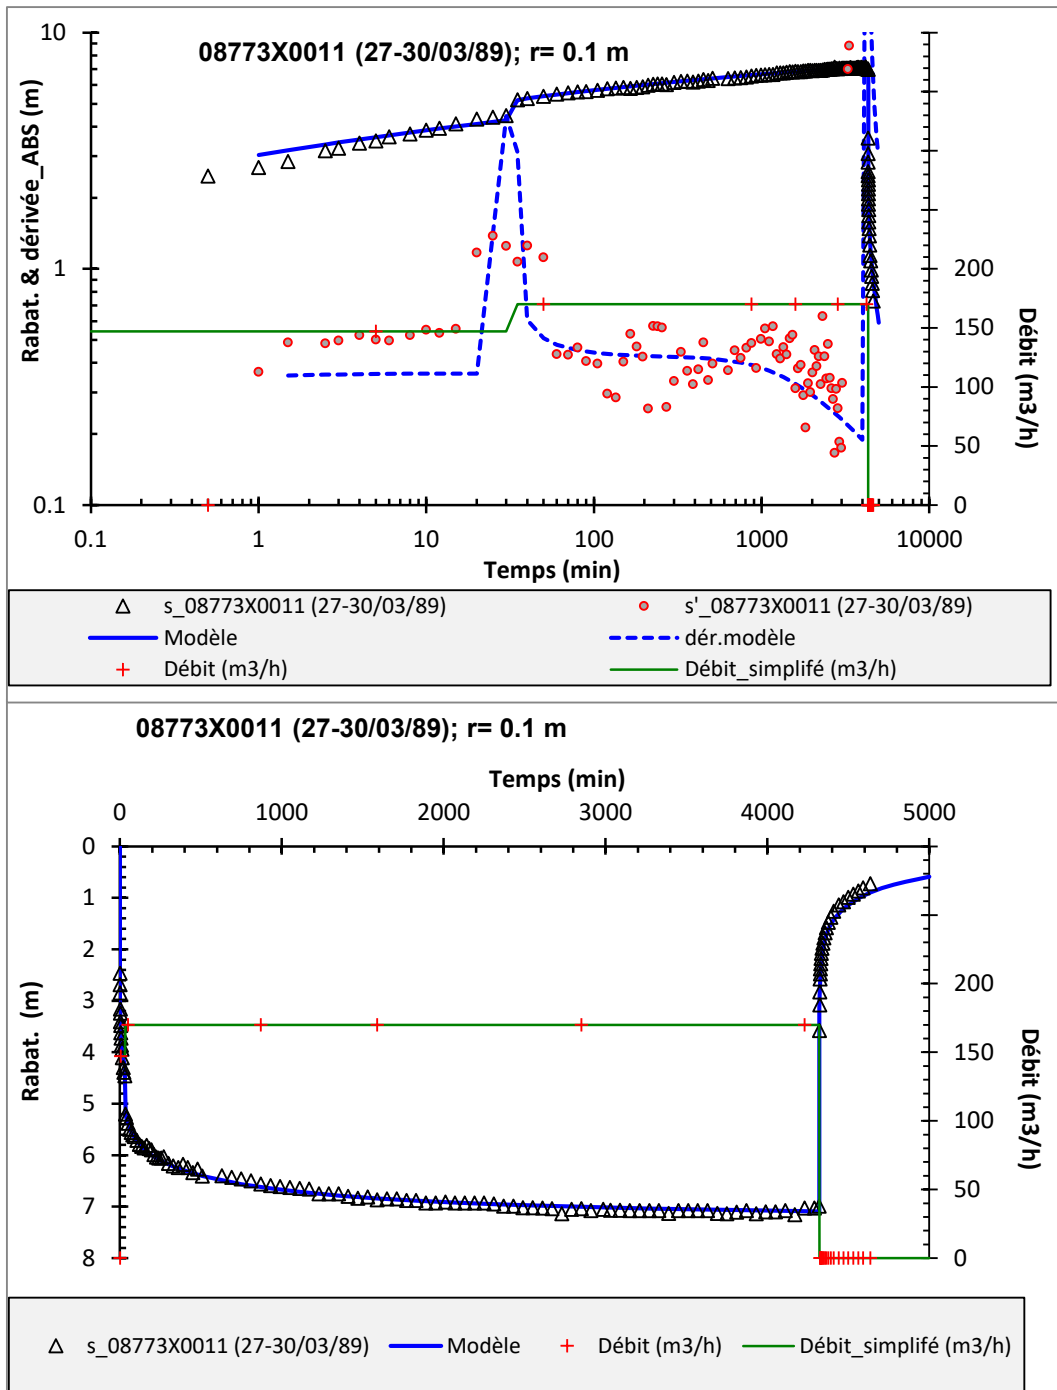 08773X0011 (27-30/03/89); r= 0.1 m
Rabat. & dérivée_ABS (m)
10
1
0.1
200
150
100
50
0
Débit (m3/h)
0.1 1 10 100 1000 10000
Temps (min)
s_08773X0011 (27-30/03/89) s'_08773X0011 (27-30/03/89)
Modèle dér.modèle
Débit (m3/h) Débit_simplifé (m3/h)
08773X0011 (27-30/03/89); r= 0.1 m
Temps (min)
0 1000 2000 3000 4000 5000
Rabat. (m)
0
1
2
3
4
5
6
7
8
200
150
100
50
0
Débit (m3/h)
s_08773X0011 (27-30/03/89) Modèle Débit (m3/h) Débit_simplifé (m3/h)